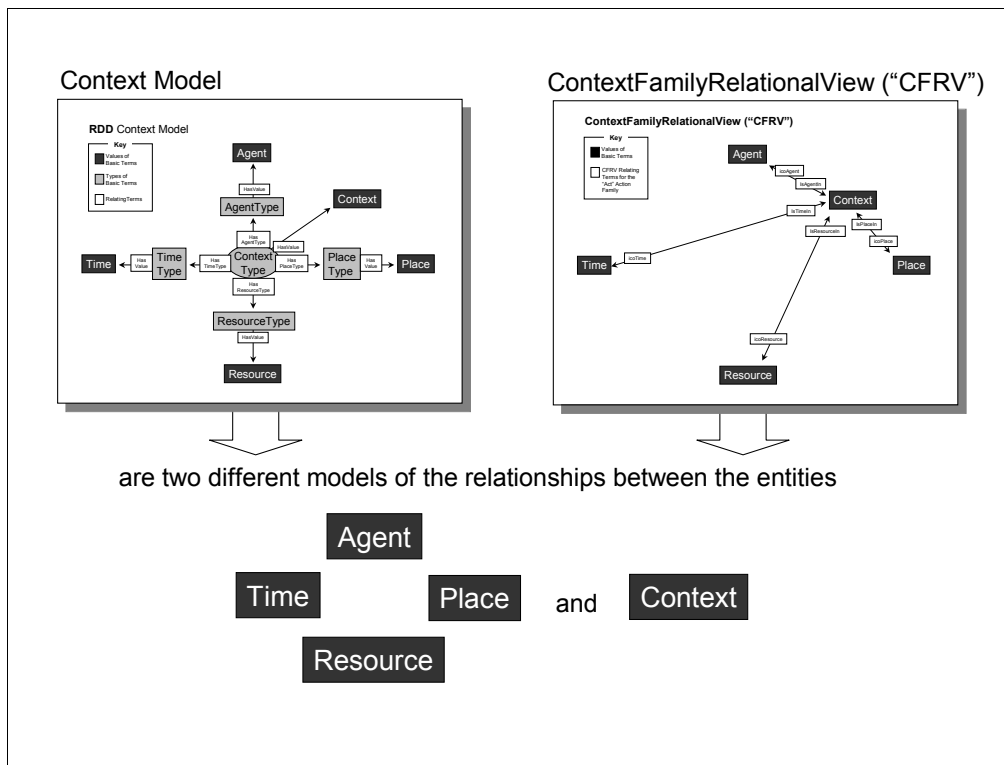 Context Model
RDD Context Model
Key
Values of
Basic Terms
Types of
Basic Terms
RelatingTerms
Agent
HasValue
AgentType
Context
Has
AgentType
HasValue
Time
Has
Value
Time
Type
Has
TimeType
Context
Type
Has
PlaceType
Place
Type
Has
Value
Place
Has
ResourceType
ResourceType
HasValue
Resource
ContextFamilyRelationalView (“CFRV”)
ContextFamilyRelationalView (“CFRV”)
Key
Values of
Basic Terms
CFRV Relating
Terms for the
“Act” Action
Family
Agent
icoAgent
IsAgentIn
Context
IsTimeIn
IsPlaceIn
IsResourceIn
icoPlace
icoTime
Time
Place
icoResource
Resource
are two different models of the relationships between the entities
Agent
Time
Place
and
Context
Resource